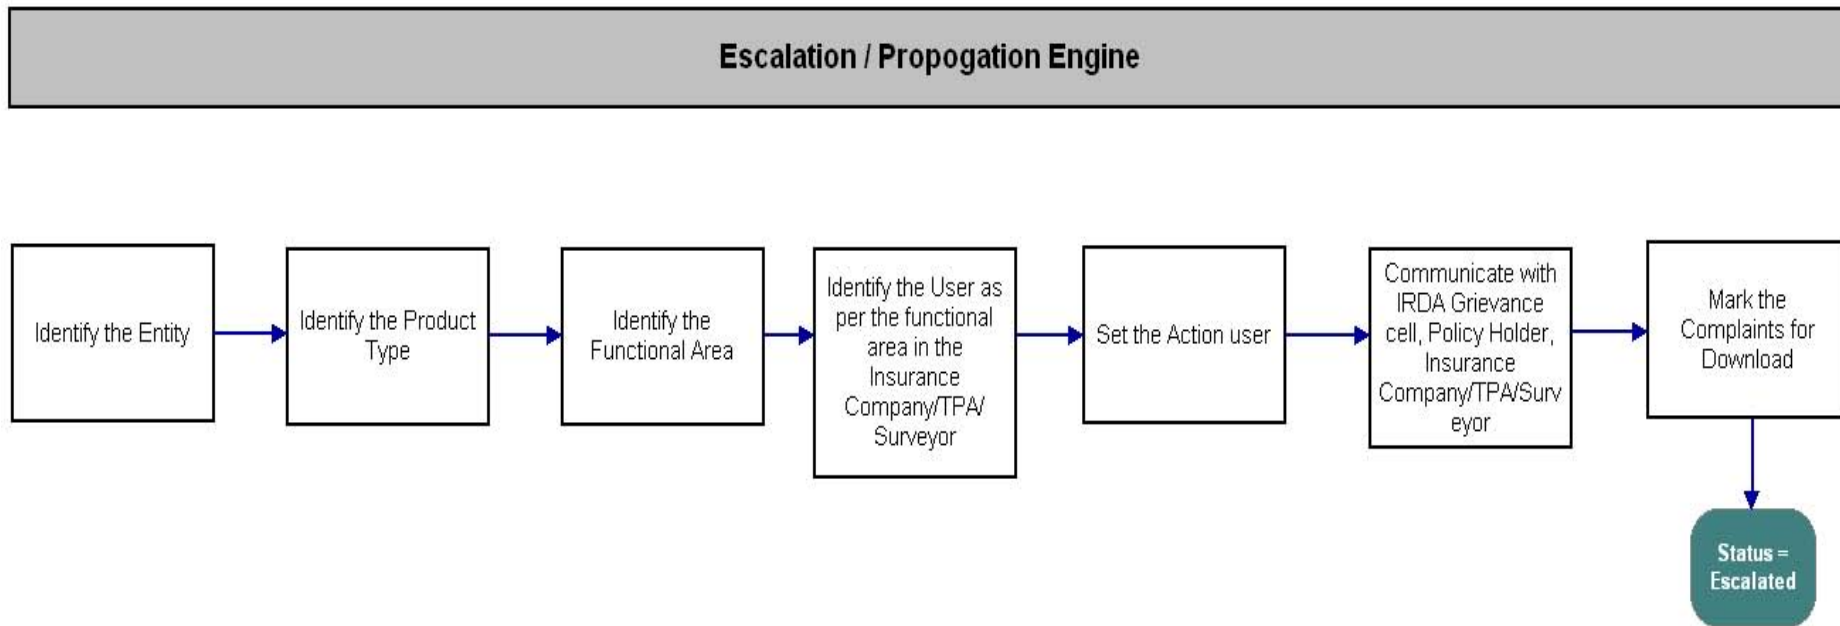 Escalation / Propogation Engine
Identify the Entity
Identify the Product
Type
Identify the
Functional Area
Identify the User as
per the functional
area in the
Insurance
Company/TPA/
Surveyor
Set the Action user
Communicate with
IRDA Grievance
cell, Policy Holder,
Insurance
Company/TPA/Surv
eyor
Mark the
Complaints for
Download
Status =
Escalated